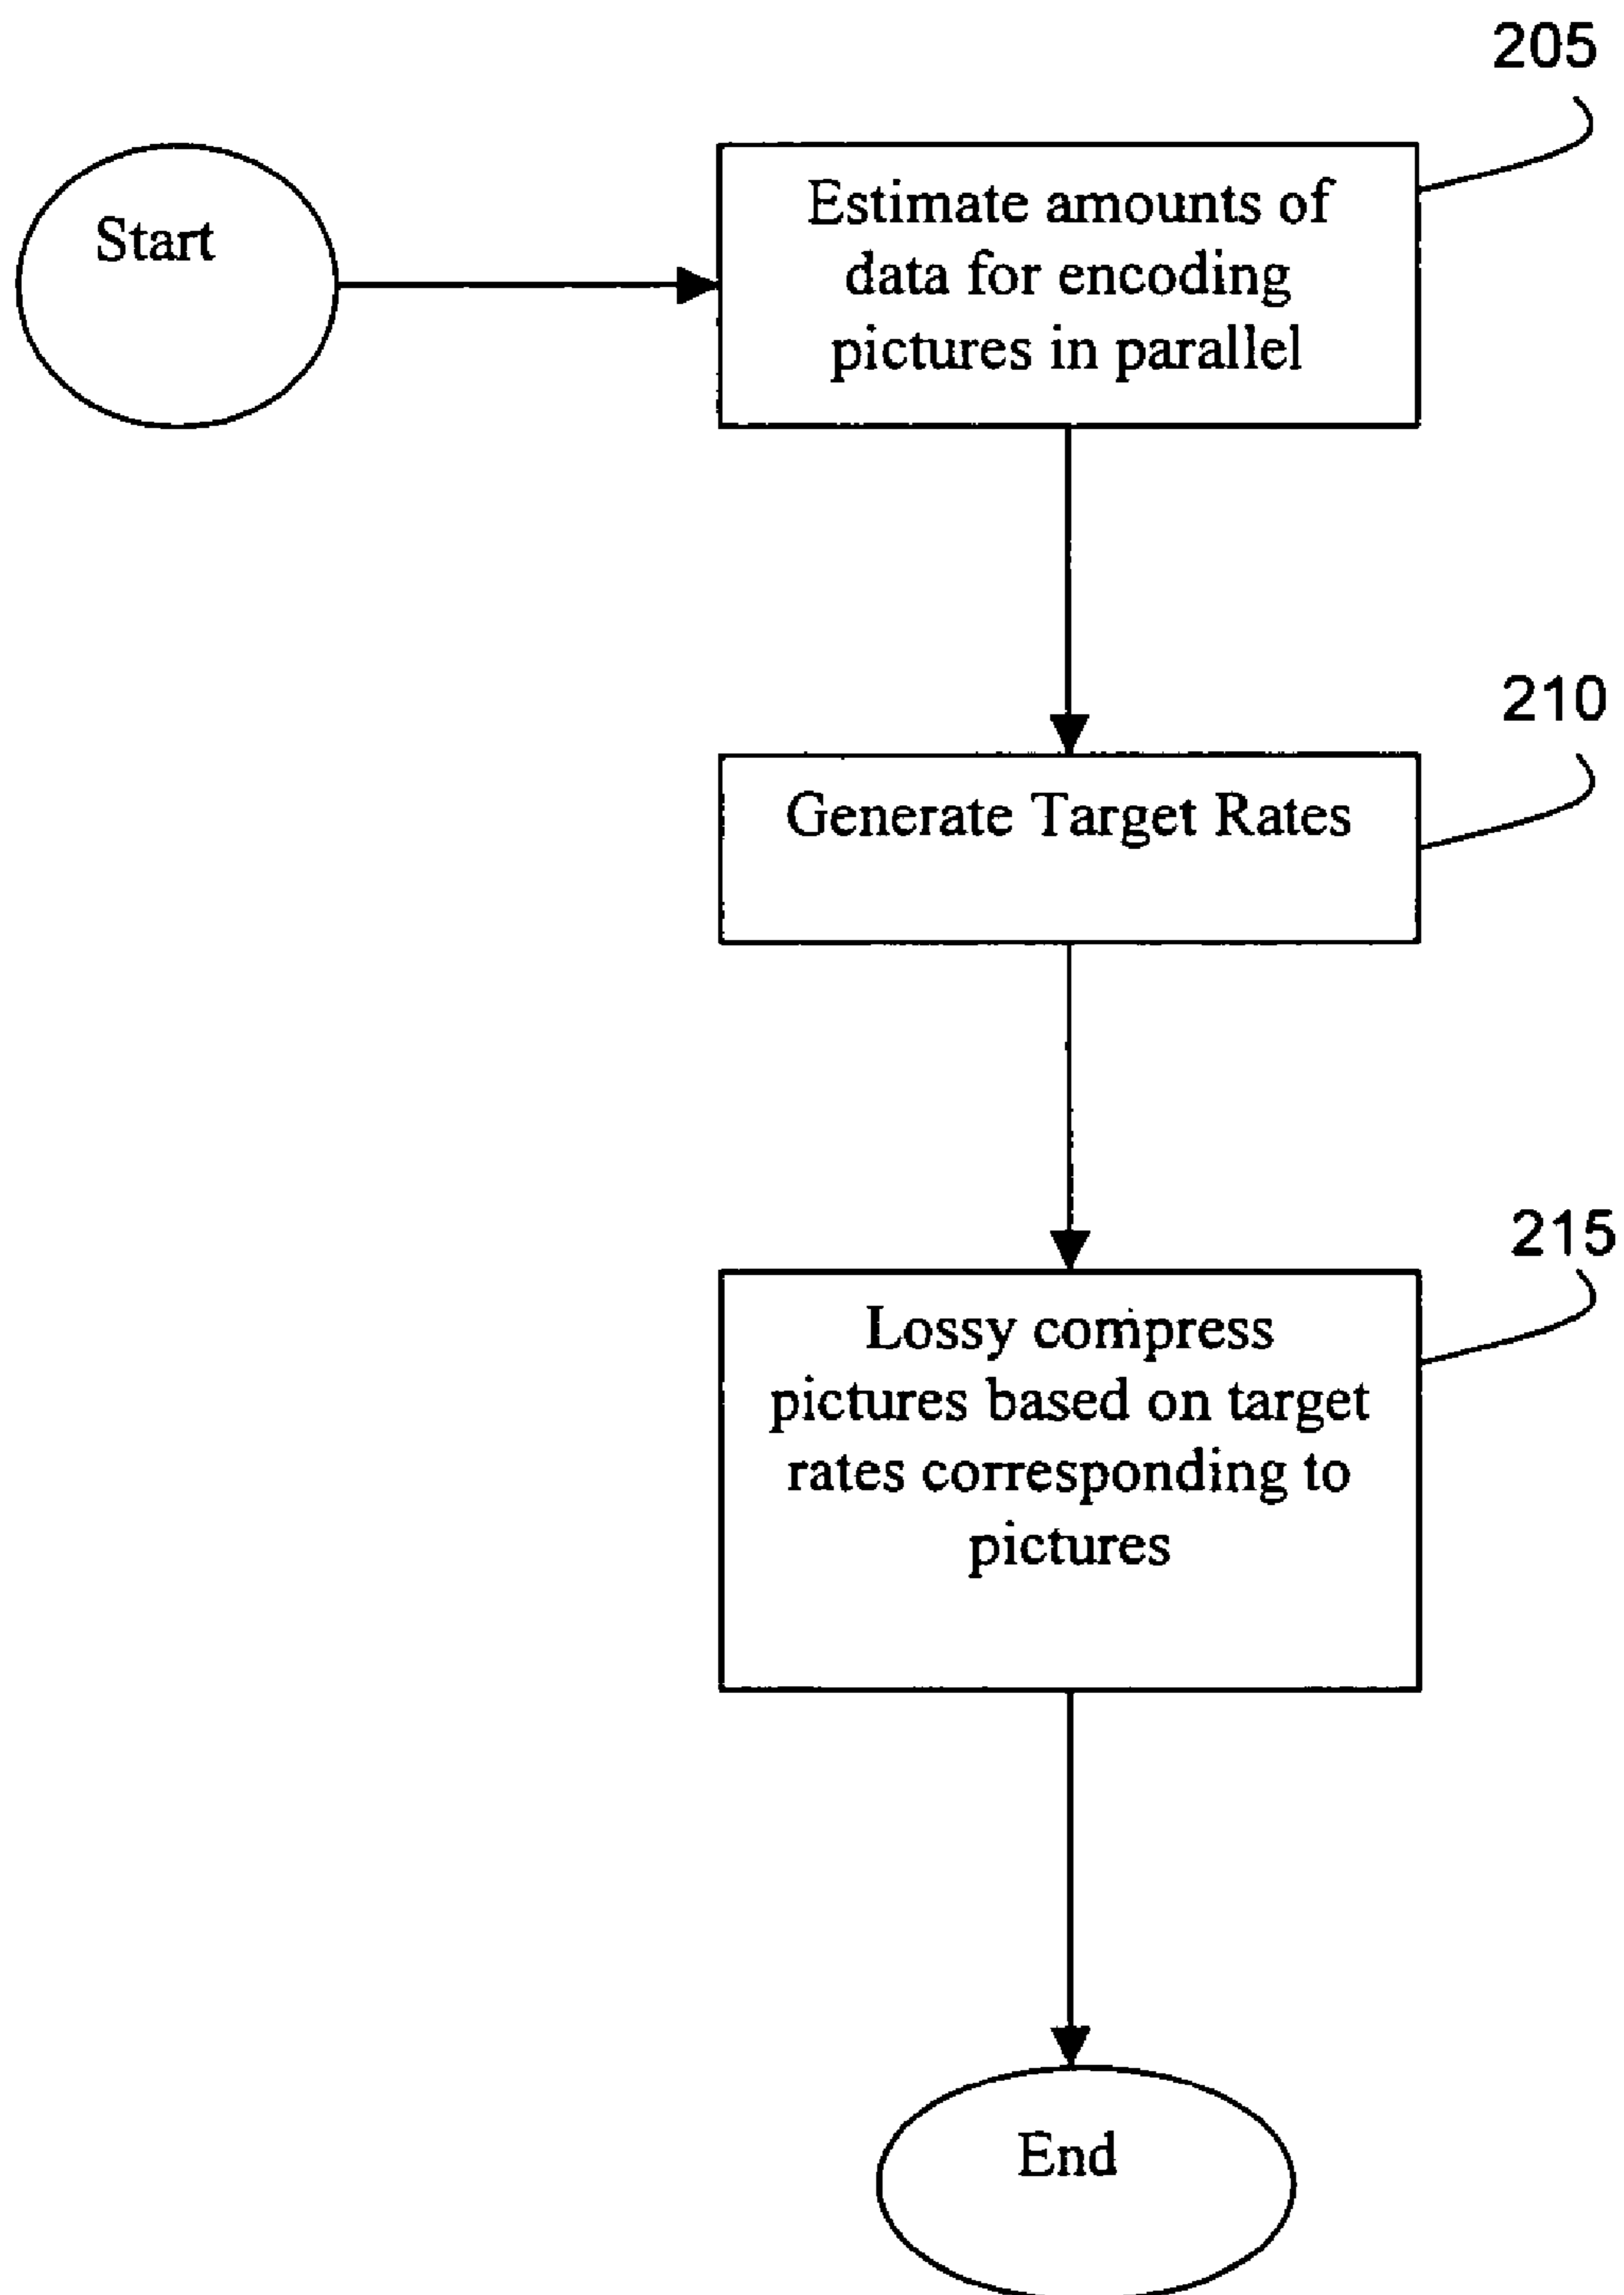 205
Start
Estimate amounts of
data for encoding
pictures in parallel
210
Generate Target Rates
215
Lossy compress
pictures based on target
rates corresponding to
pictures
End